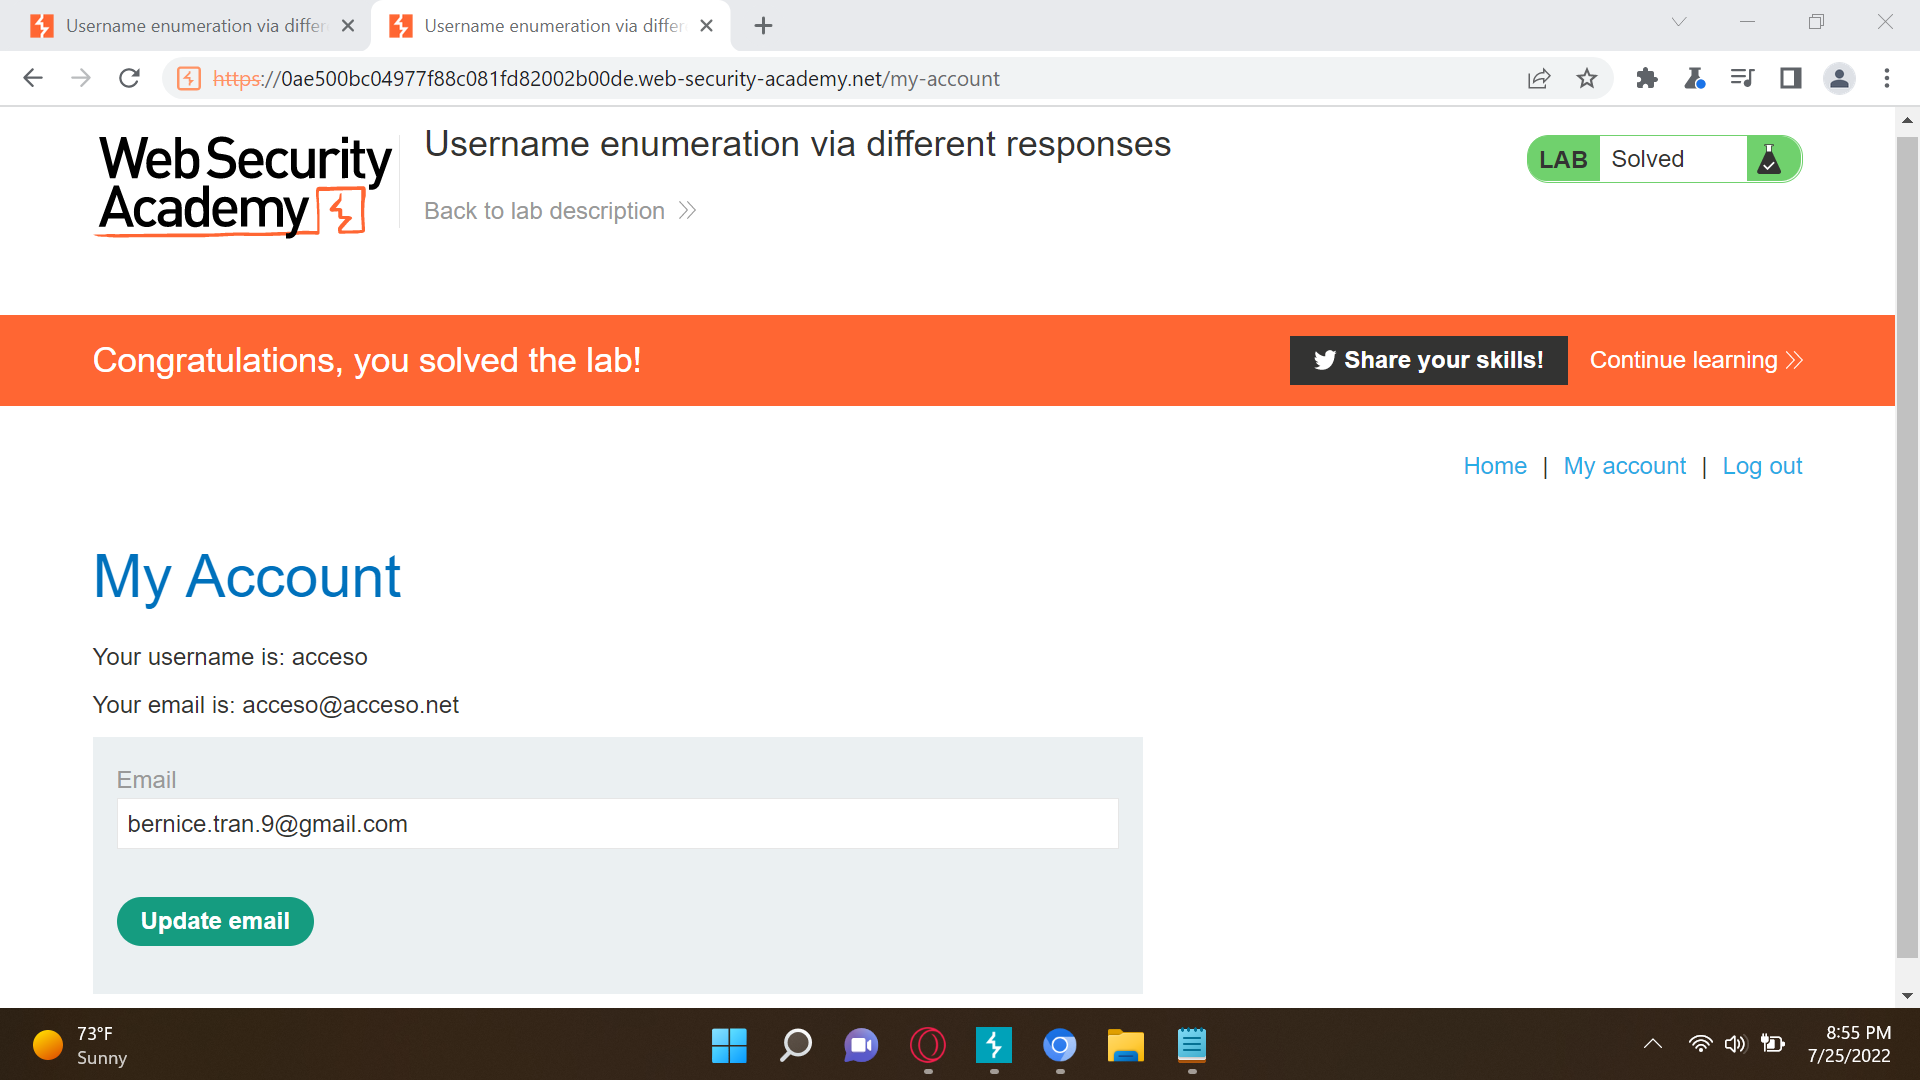 Username enumeration via differ
Username enumeration via differ
https://0ae500bc04977f88c081fd82002b00de.web-security-academy.net/my-account
Web Security
Academy
Username enumeration via different responses
Back to lab description
LAB Solved
Congratulations, you solved the lab!
Share your skills!
Continue learning
Home | My account | Log out
My Account
Your username is: acceso
Your email is: acceso@acceso.net
Email
bernice.tran.9@gmail.com
Update email
73°F
Sunny
8:55 PM
7/25/2022